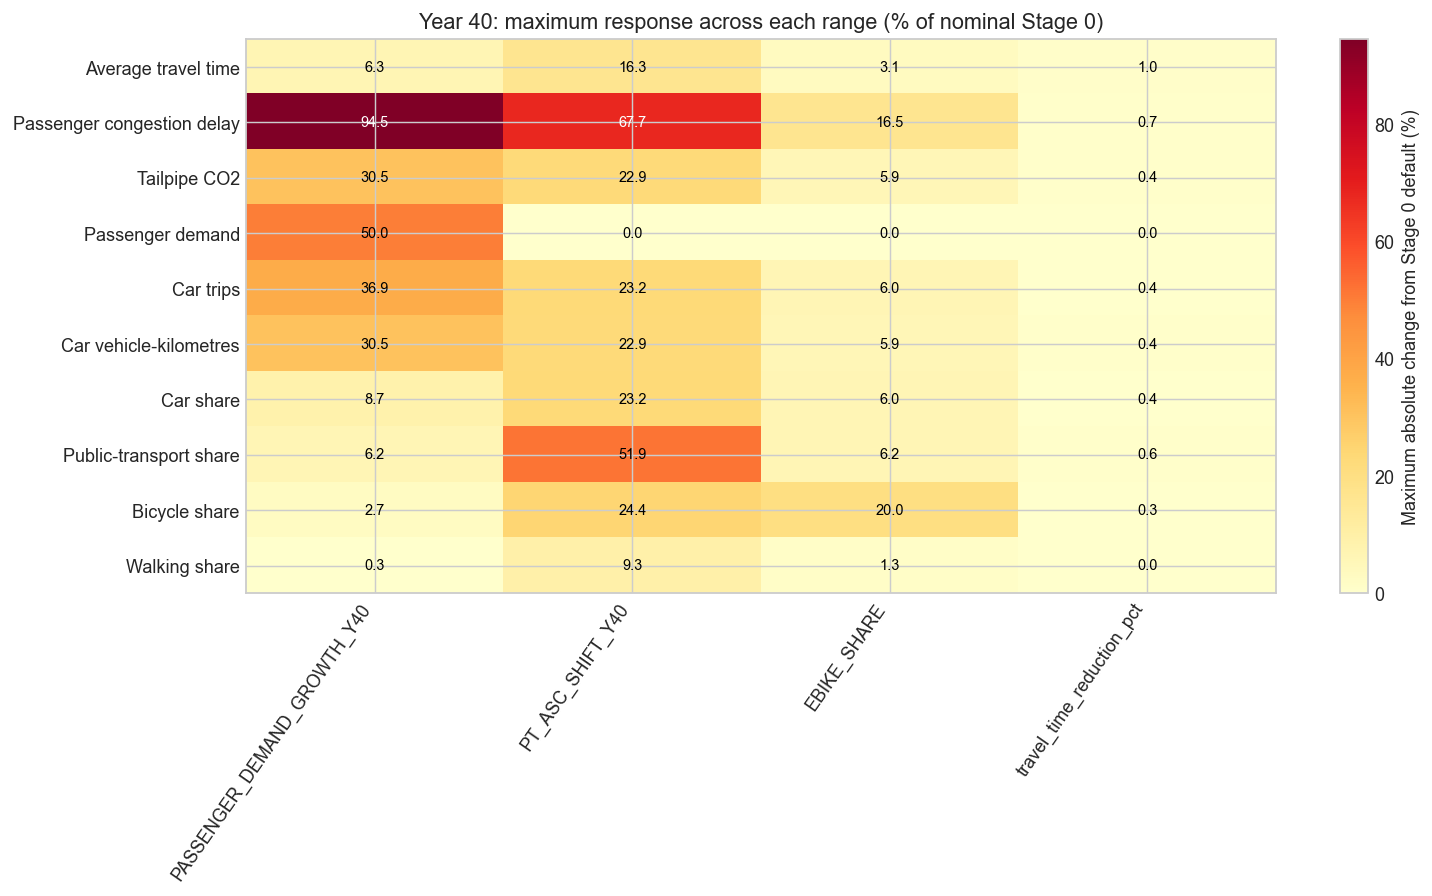 Year 40: maximum response across each range (% of nominal Stage 0)
Average travel time 6.3 16.3 3.1 1.0
Passenger congestion delay 94.5 67.7 16.5 0.7
Tailpipe CO2 30.5 22.9 5.9 0.4
Passenger demand 50.0 0.0 0.0 0.0
Car trips 36.9 23.2 6.0 0.4
Car vehicle-kilometres 30.5 22.9 5.9 0.4
Car share 8.7 23.2 6.0 0.4
Public-transport share 6.2 51.9 6.2 0.6
Bicycle share 2.7 24.4 20.0 0.3
Walking share 0.3 9.3 1.3 0.0
PASSENGER_DEMAND_GROWTH_Y40
PT_ASC_SHIFT_Y40
EBIKE_SHARE
travel_time_reduction_pct
80
60
40
20
0
Maximum absolute change from Stage 0 default (%)